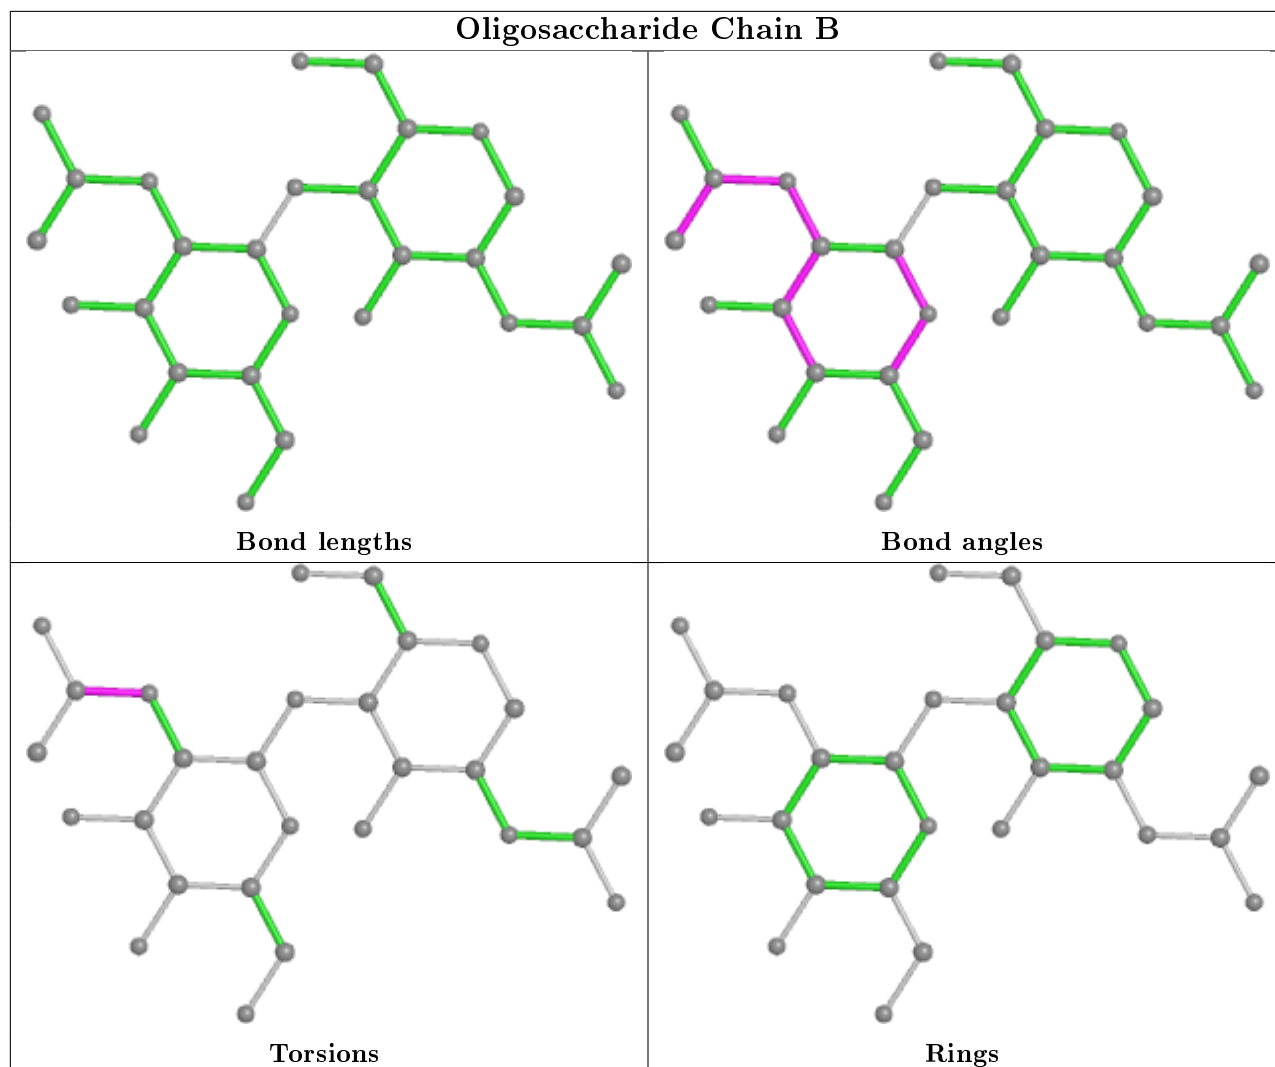 Oligosaccharide Chain B
Bond lengths
Bond angles
Torsions
Rings